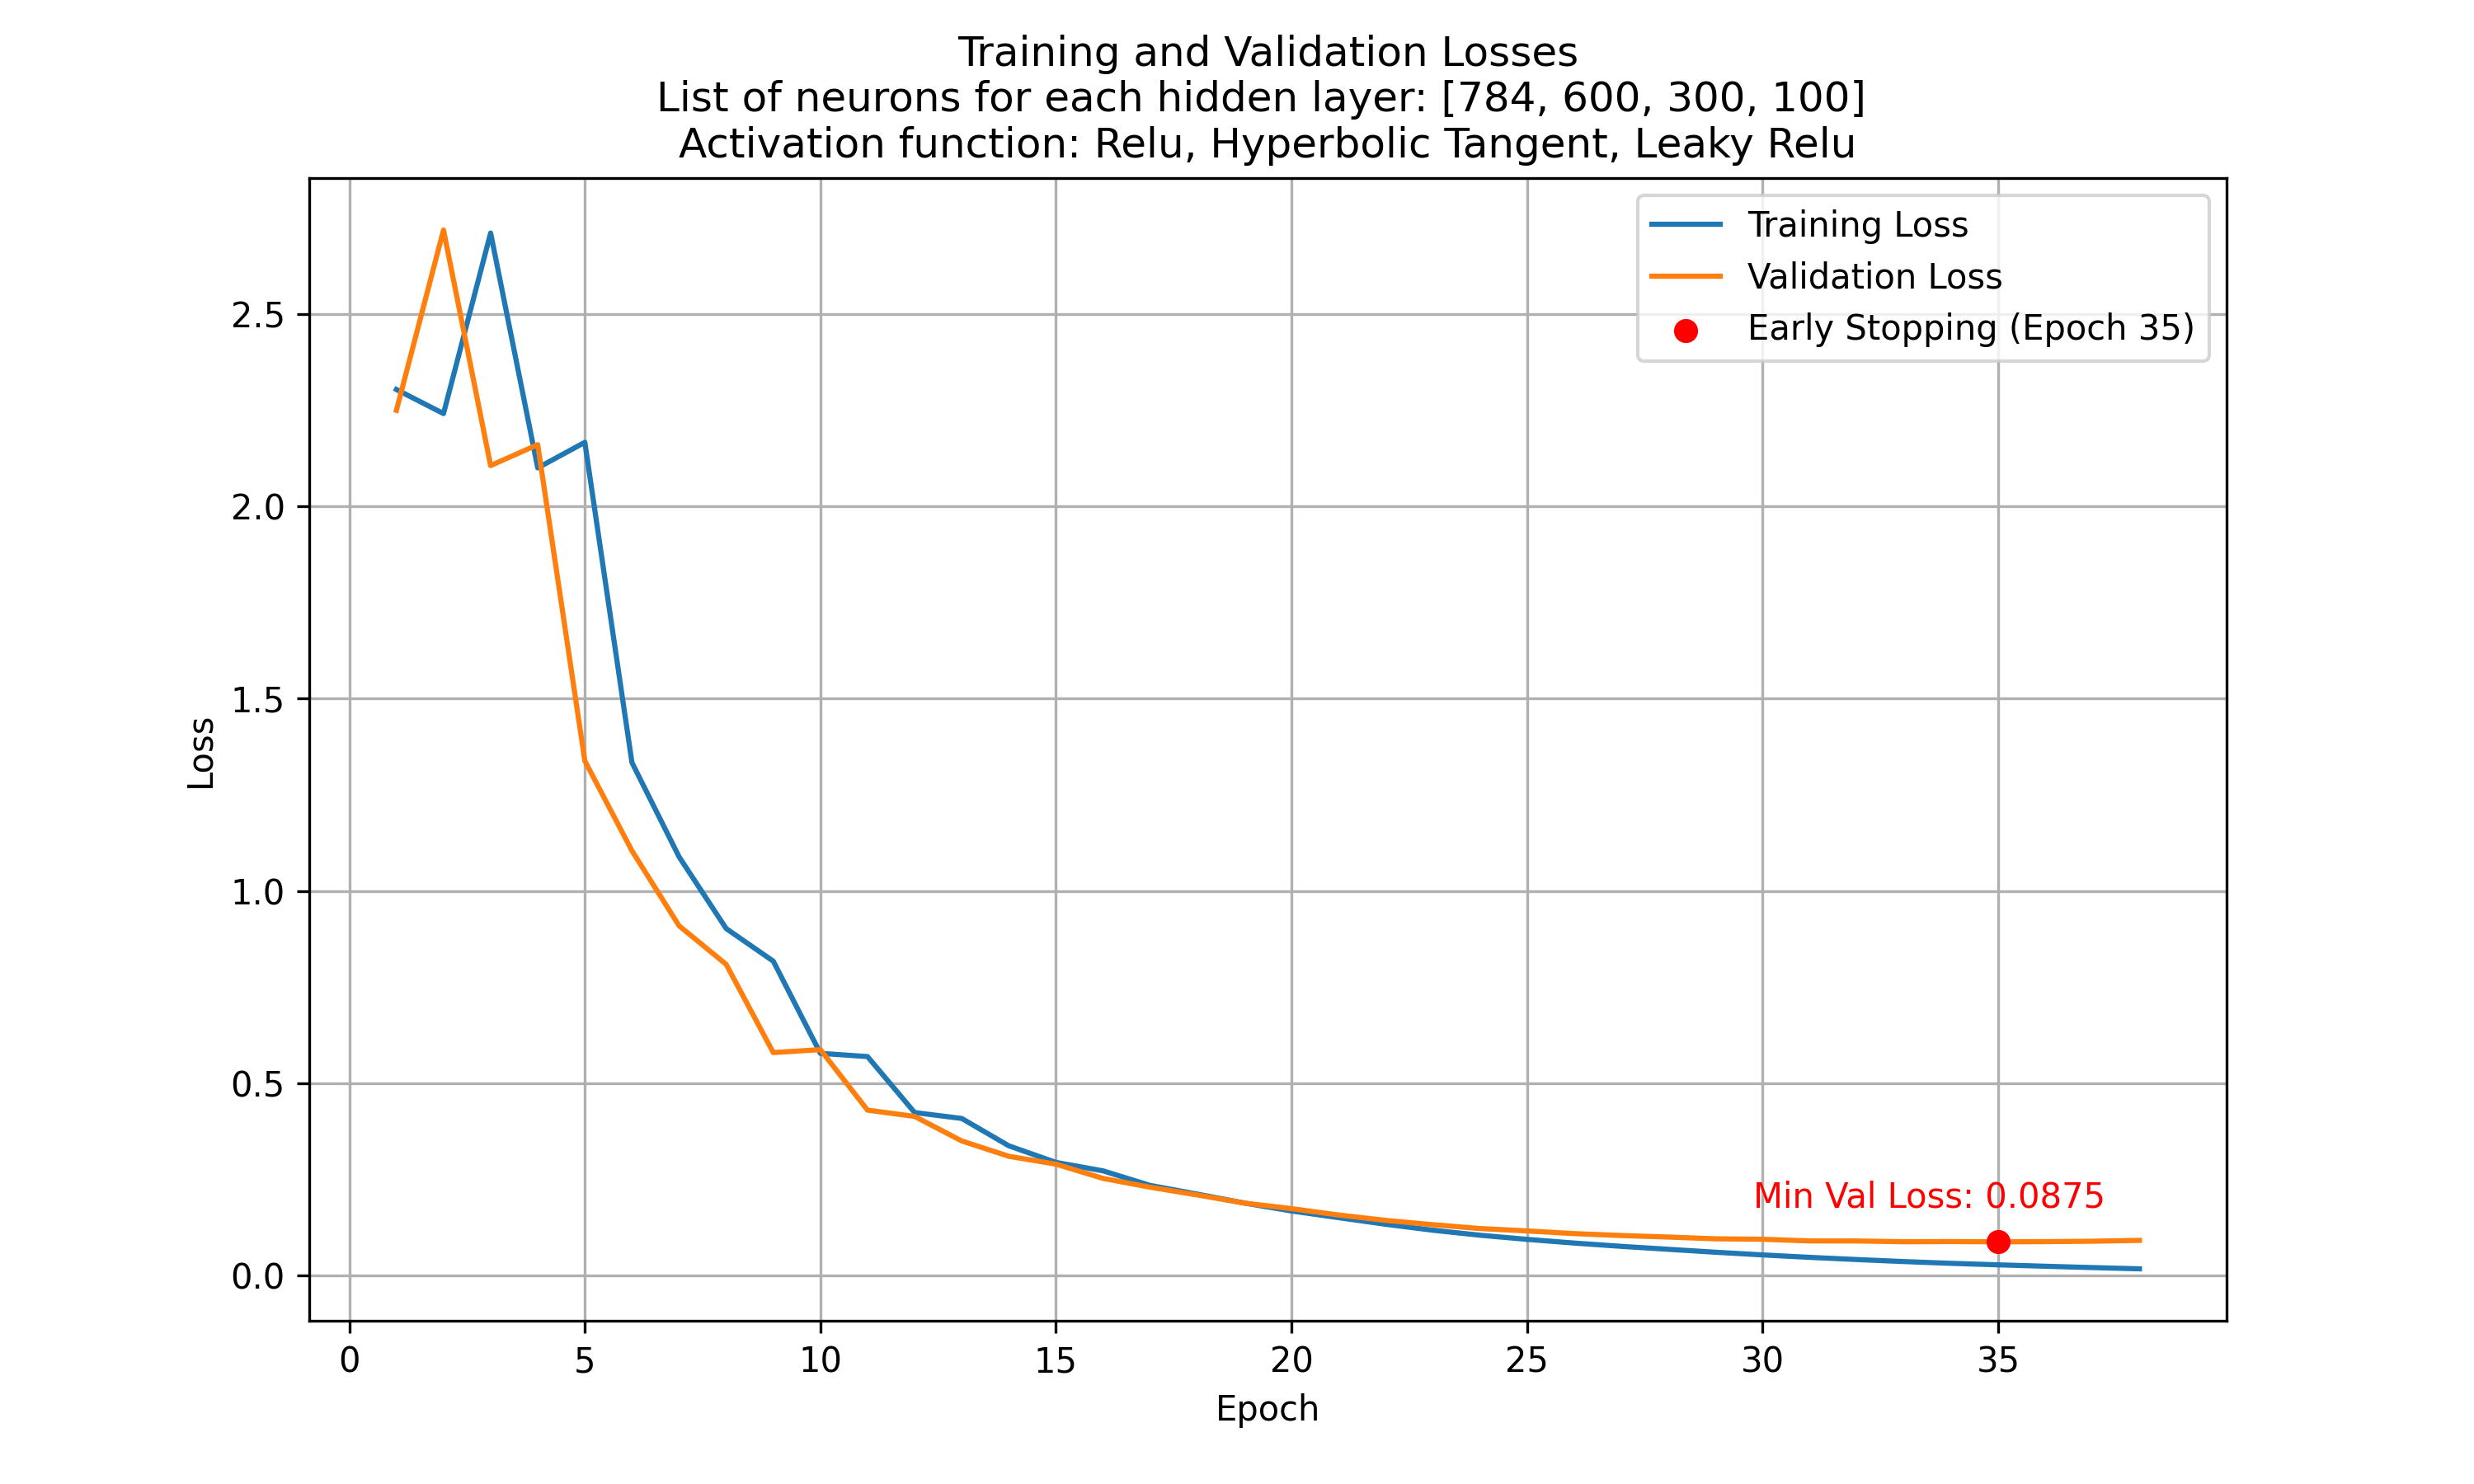 Training and Validation Losses
List of neurons for each hidden layer: [784, 600, 300, 100]
Activation function: Relu, Hyperbolic Tangent, Leaky Relu
Training Loss
Validation Loss
Early Stopping (Epoch 35)
2.5
2.0
1.5
1.0
0.5
0.0
Loss
Min Val Loss: 0.0875
0 5 10 15 20 25 30 35
Epoch